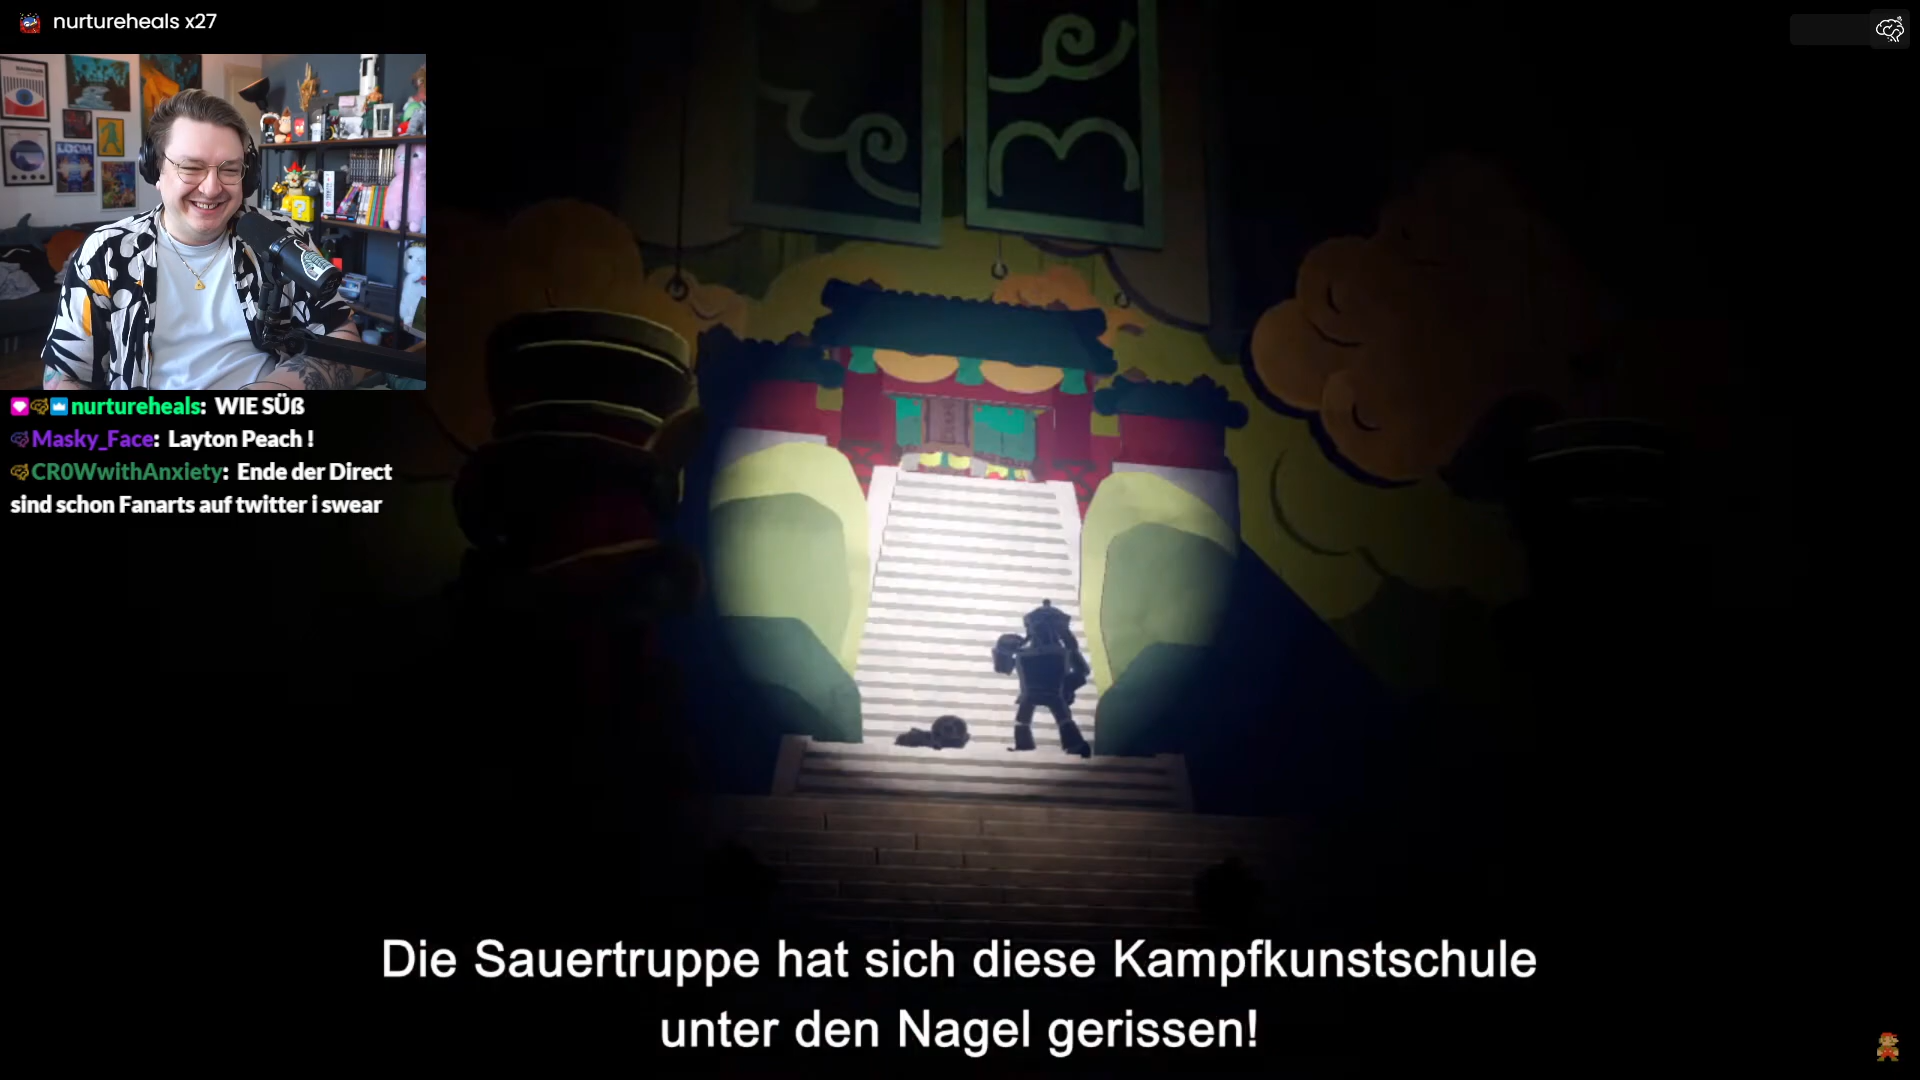 nurtureheals x27
LOOM
nurtureheals: WIE SÜß
Masky_Face: Layton Peach !
CR0WwithAnxiety: Ende der Direct
sind schon Fanarts auf twitter i swear
Die Sauertruppe hat sich diese Kampfkunstschule
unter den Nagel gerissen!